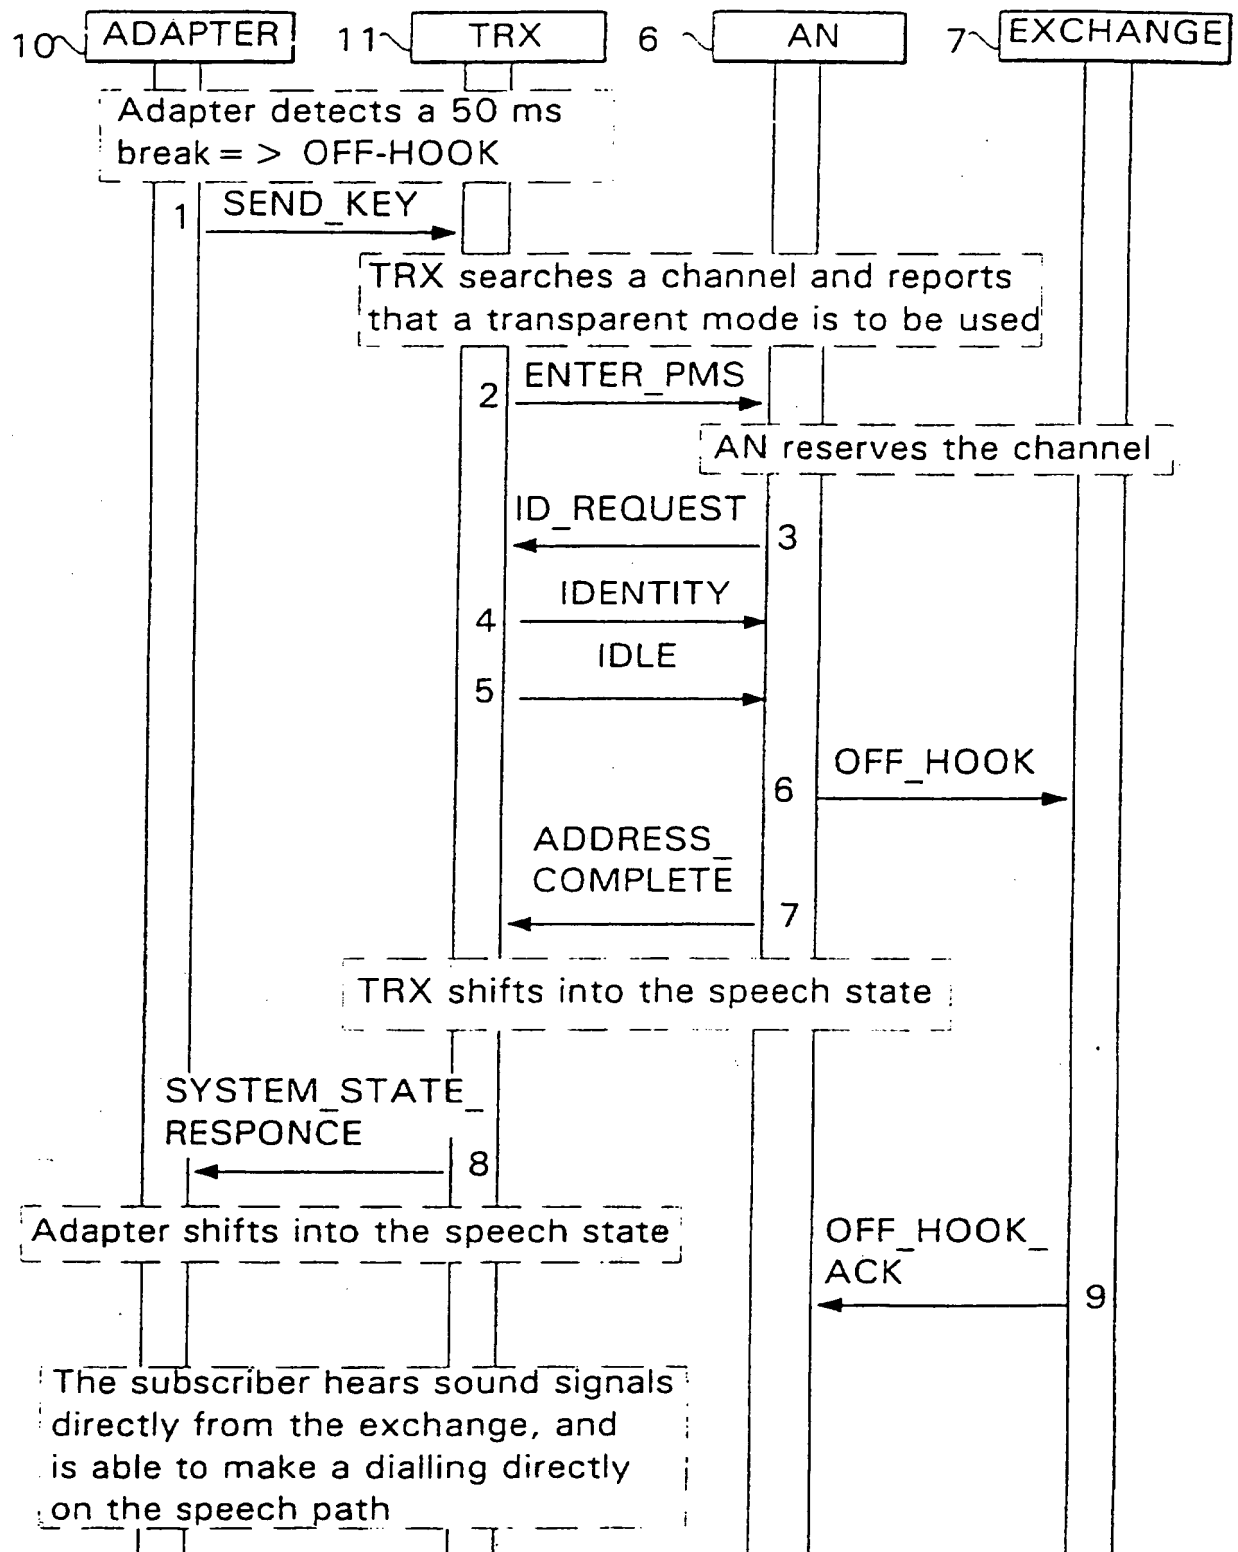 10 ADAPTER 11 TRX 6 AN 7 EXCHANGE
Adapter detects a 50 ms
break = > OFF-HOOK
1 SEND_KEY
TRX searches a channel and reports
that a transparent mode is to be used
2 ENTER_PMS
AN reserves the channel
ID_REQUEST
3
IDENTITY
4
IDLE
5
OFF_HOOK
6
ADDRESS_
COMPLETE
7
TRX shifts into the speech state
SYSTEM_STATE_
RESPONCE
8
Adapter shifts into the speech state
OFF_HOOK_
ACK
9
The subscriber hears sound signals
directly from the exchange, and
is able to make a dialling directly
on the speech path